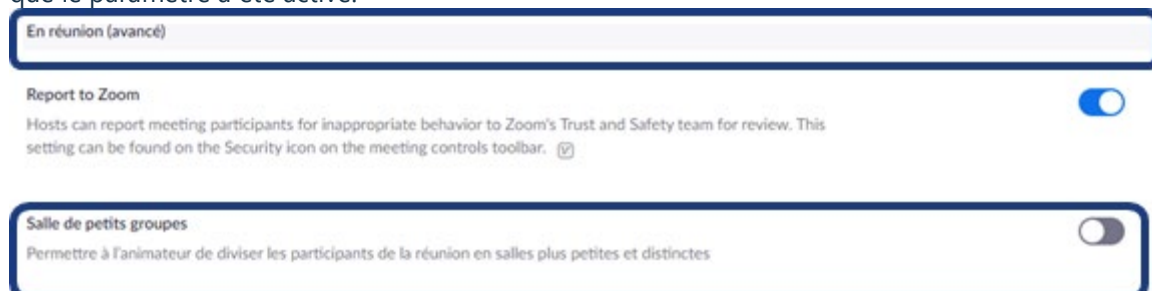 que le paramètre a été activé.
En réunion (avancé)
Report to Zoom
Hosts can report meeting participants for inappropriate behavior to Zoom's Trust and Safety team for review. This
setting can be found on the Security icon on the meeting controls toolbar.
Salle de petits groupes
Permettre à l'animateur de diviser les participants de la réunion en salles plus petites et distinctes